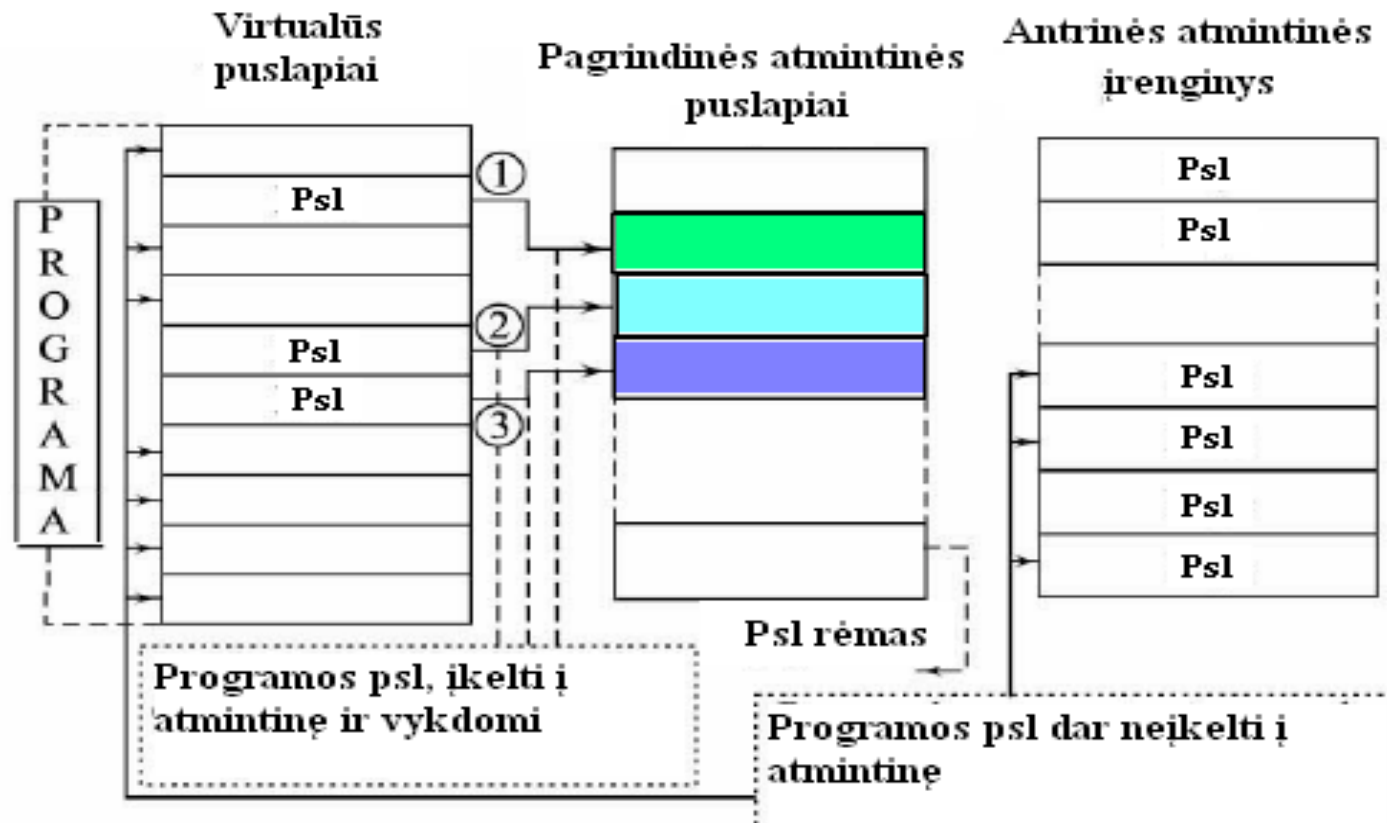 Virtualūs
puslapiai
Pagrindinės atmintinės
puslapiai
Antrinės atmintinės
įrenginys
PROGRAMA
Psl
Psl
Psl
1
2
3
Psl
Psl
Psl
Psl
Psl
Psl
Psl rėmas
Programos psl, įkelti į
atmintinę ir vykdomi
Programos psl dar neįkelti į
atmintinę